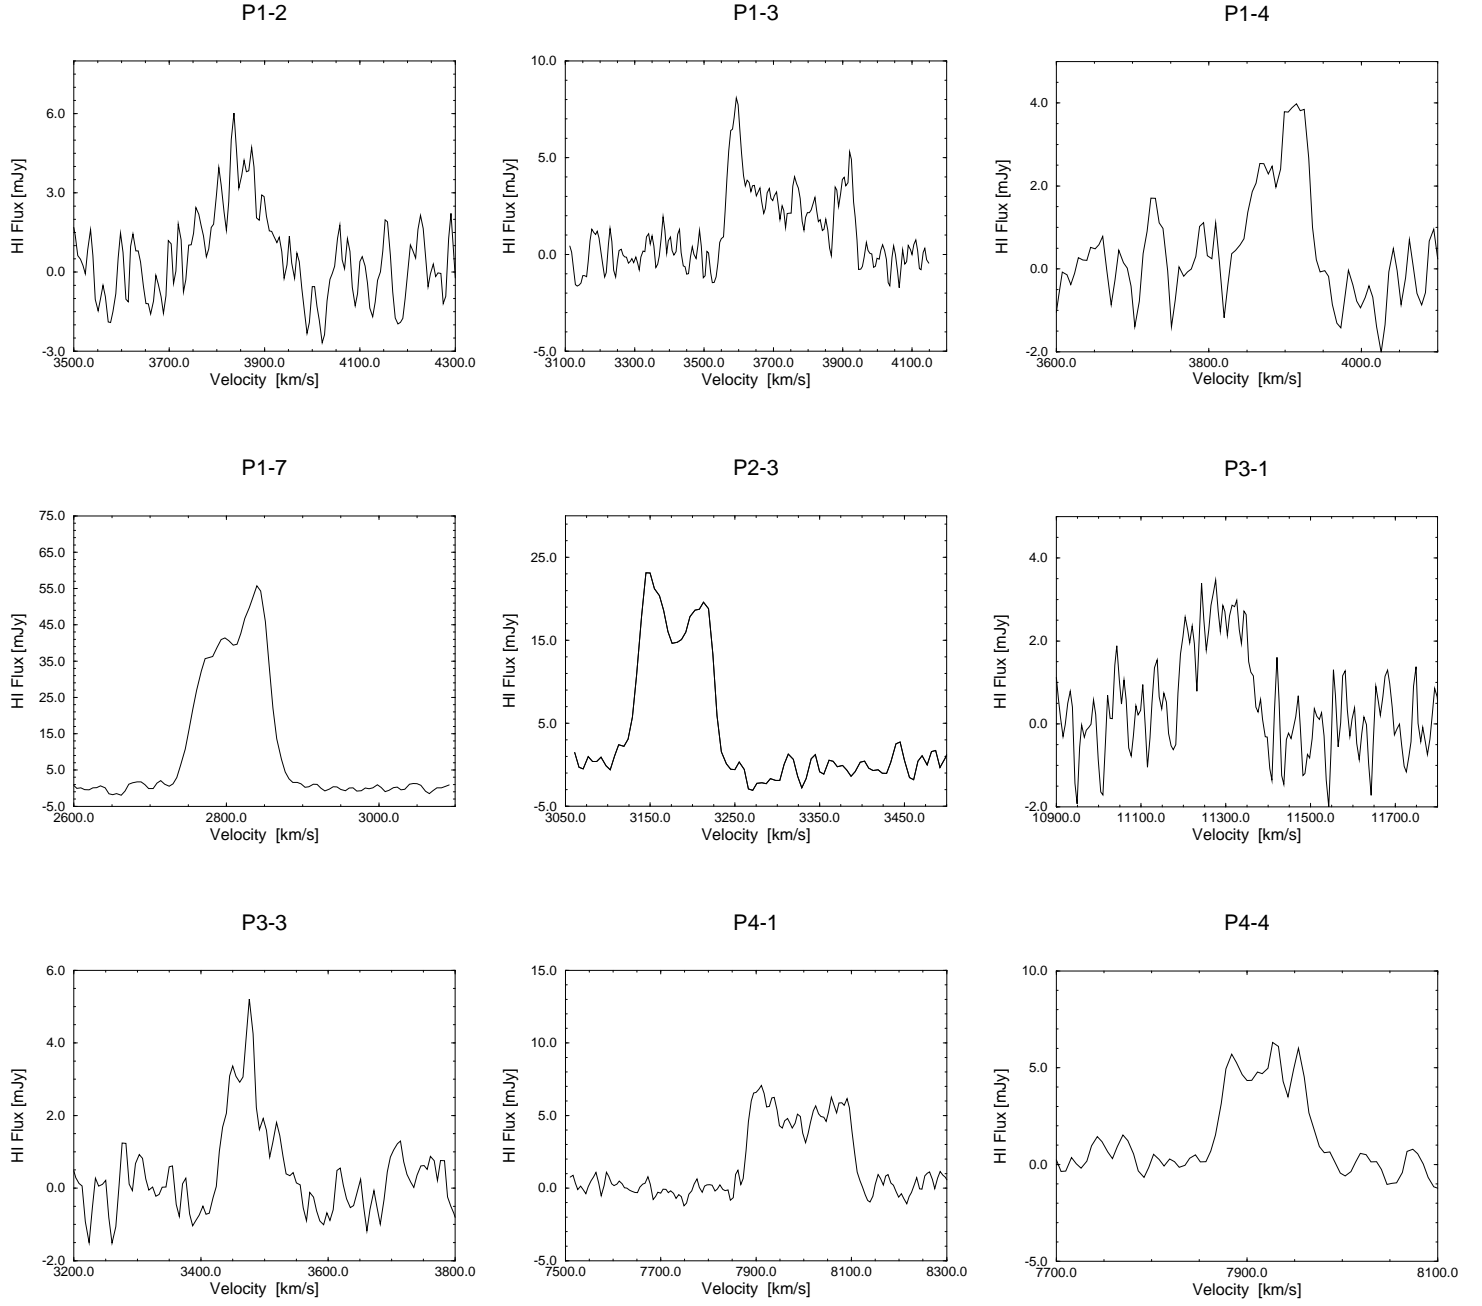 P1-2 P1-3 P1-4
HI Flux [mJy] 6.0 3.0 0.0 -3.0
3500.0 3700.0 3900.0 4100.0 4300.0
Velocity [km/s]
HI Flux [mJy] 10.0 5.0 0.0 -5.0
3100.0 3300.0 3500.0 3700.0 3900.0 4100.0
Velocity [km/s]
HI Flux [mJy] 4.0 2.0 0.0 -2.0
3600.0 3800.0 4000.0
Velocity [km/s]
P1-7 P2-3 P3-1
HI Flux [mJy] 75.0 65.0 55.0 45.0 35.0 25.0 15.0 5.0 -5.0
2600.0 2800.0 3000.0
Velocity [km/s]
HI Flux [mJy] 25.0 15.0 5.0 -5.0
3050.0 3150.0 3250.0 3350.0 3450.0
Velocity [km/s]
HI Flux [mJy] 4.0 2.0 0.0 -2.0
10900.0 11100.0 11300.0 11500.0 11700.0
Velocity [km/s]
P3-3 P4-1 P4-4
HI Flux [mJy] 6.0 4.0 2.0 0.0 -2.0
3200.0 3400.0 3600.0 3800.0
Velocity [km/s]
HI Flux [mJy] 15.0 10.0 5.0 0.0 -5.0
7500.0 7700.0 7900.0 8100.0 8300.0
Velocity [km/s]
HI Flux [mJy] 10.0 5.0 0.0 -5.0
7700.0 7900.0 8100.0
Velocity [km/s]